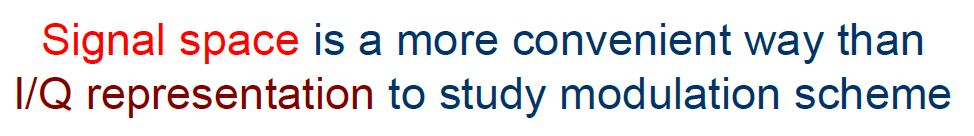 Signal space is a more convenient way than
I/Q representation to study modulation scheme